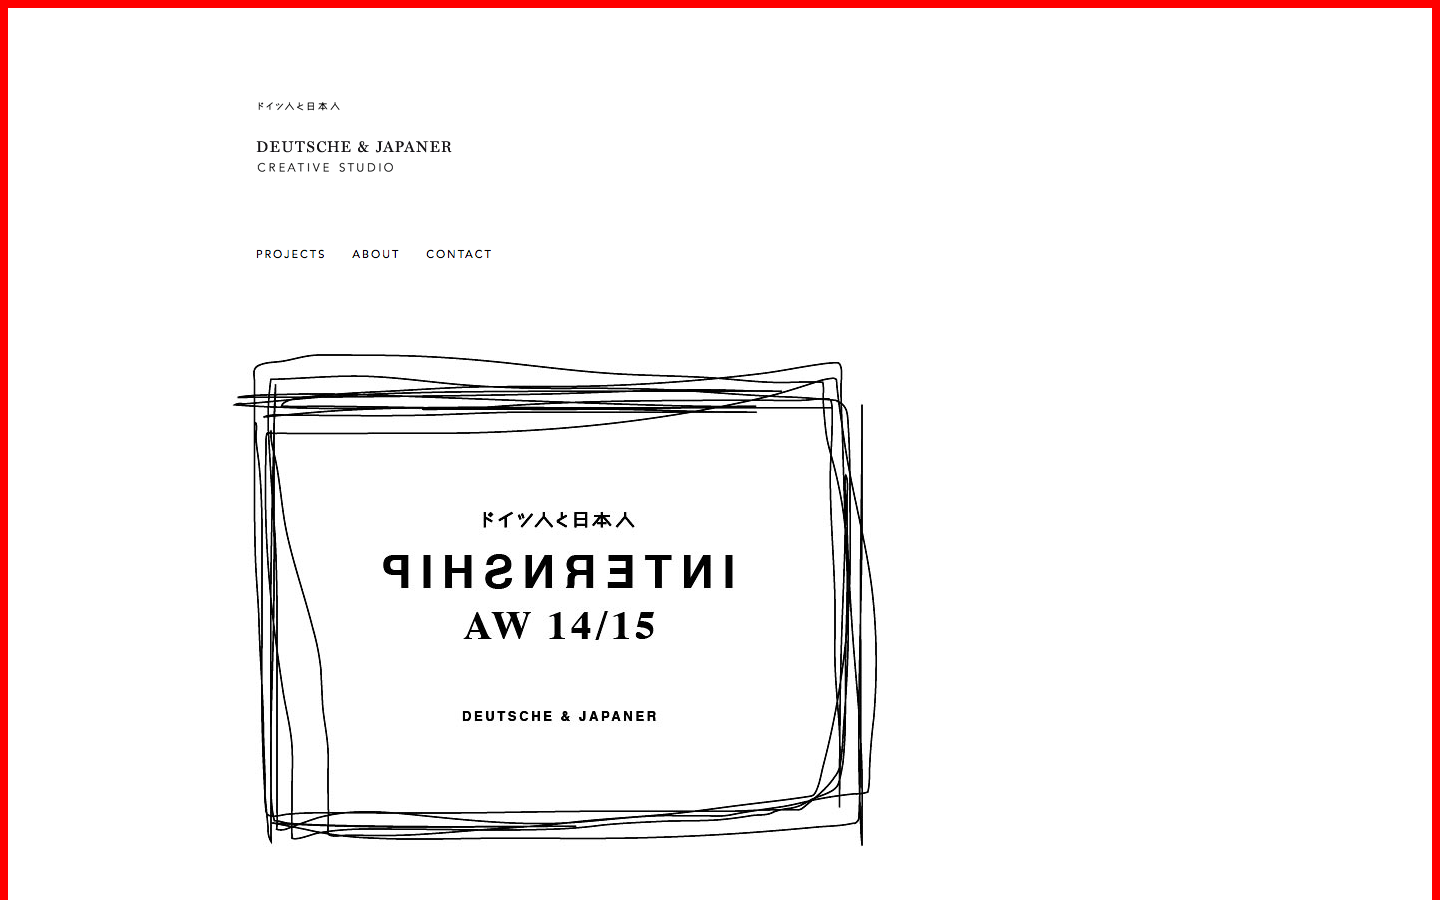 ドイツ人と日本人
DEUTSCHE & JAPANER
CREATIVE STUDIO
PROJECTS ABOUT CONTACT
ドイツ人と日本人
INTERNSHIP
AW 14/15
DEUTSCHE & JAPANER